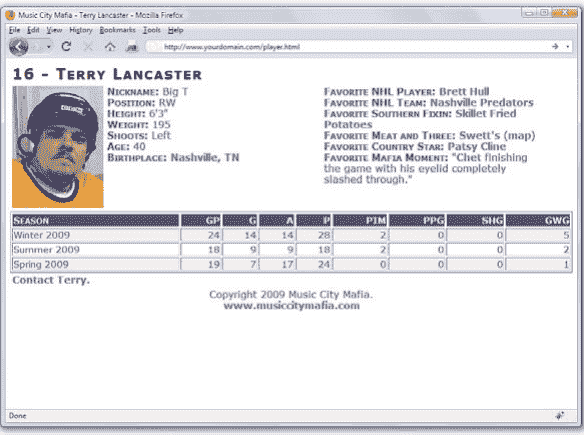 Music City Mafia - Terry Lancaster - Mozilla Firefox
File Edit View History Bookmarks Tools Help
http://www.yourdomain.com/player.html
16 - Terry Lancaster
Nickname: Big T
Position: RW
Height: 6'3"
Weight: 195
Shoots: Left
Age: 40
Birthplace: Nashville, TN
Favorite NHL Player: Brett Hull
Favorite NHL Team: Nashville Predators
Favorite Southern Fixin: Skillet Fried
Potatoes
Favorite Meat and Three: Swett's (map)
Favorite Country Star: Patsy Cline
Favorite Mafia Moment: "Chet finishing
the game with his eyelid completely
slashed through."
Season GP G A P PIM PPG SHG GWG
Winter 2009 24 14 14 28 2 0 0 5
Summer 2009 18 9 9 18 2 0 0 2
Spring 2009 19 7 17 24 0 0 0 1
Contact Terry.
Copyright 2009 Music City Mafia.
www.musiccitymafia.com
Done